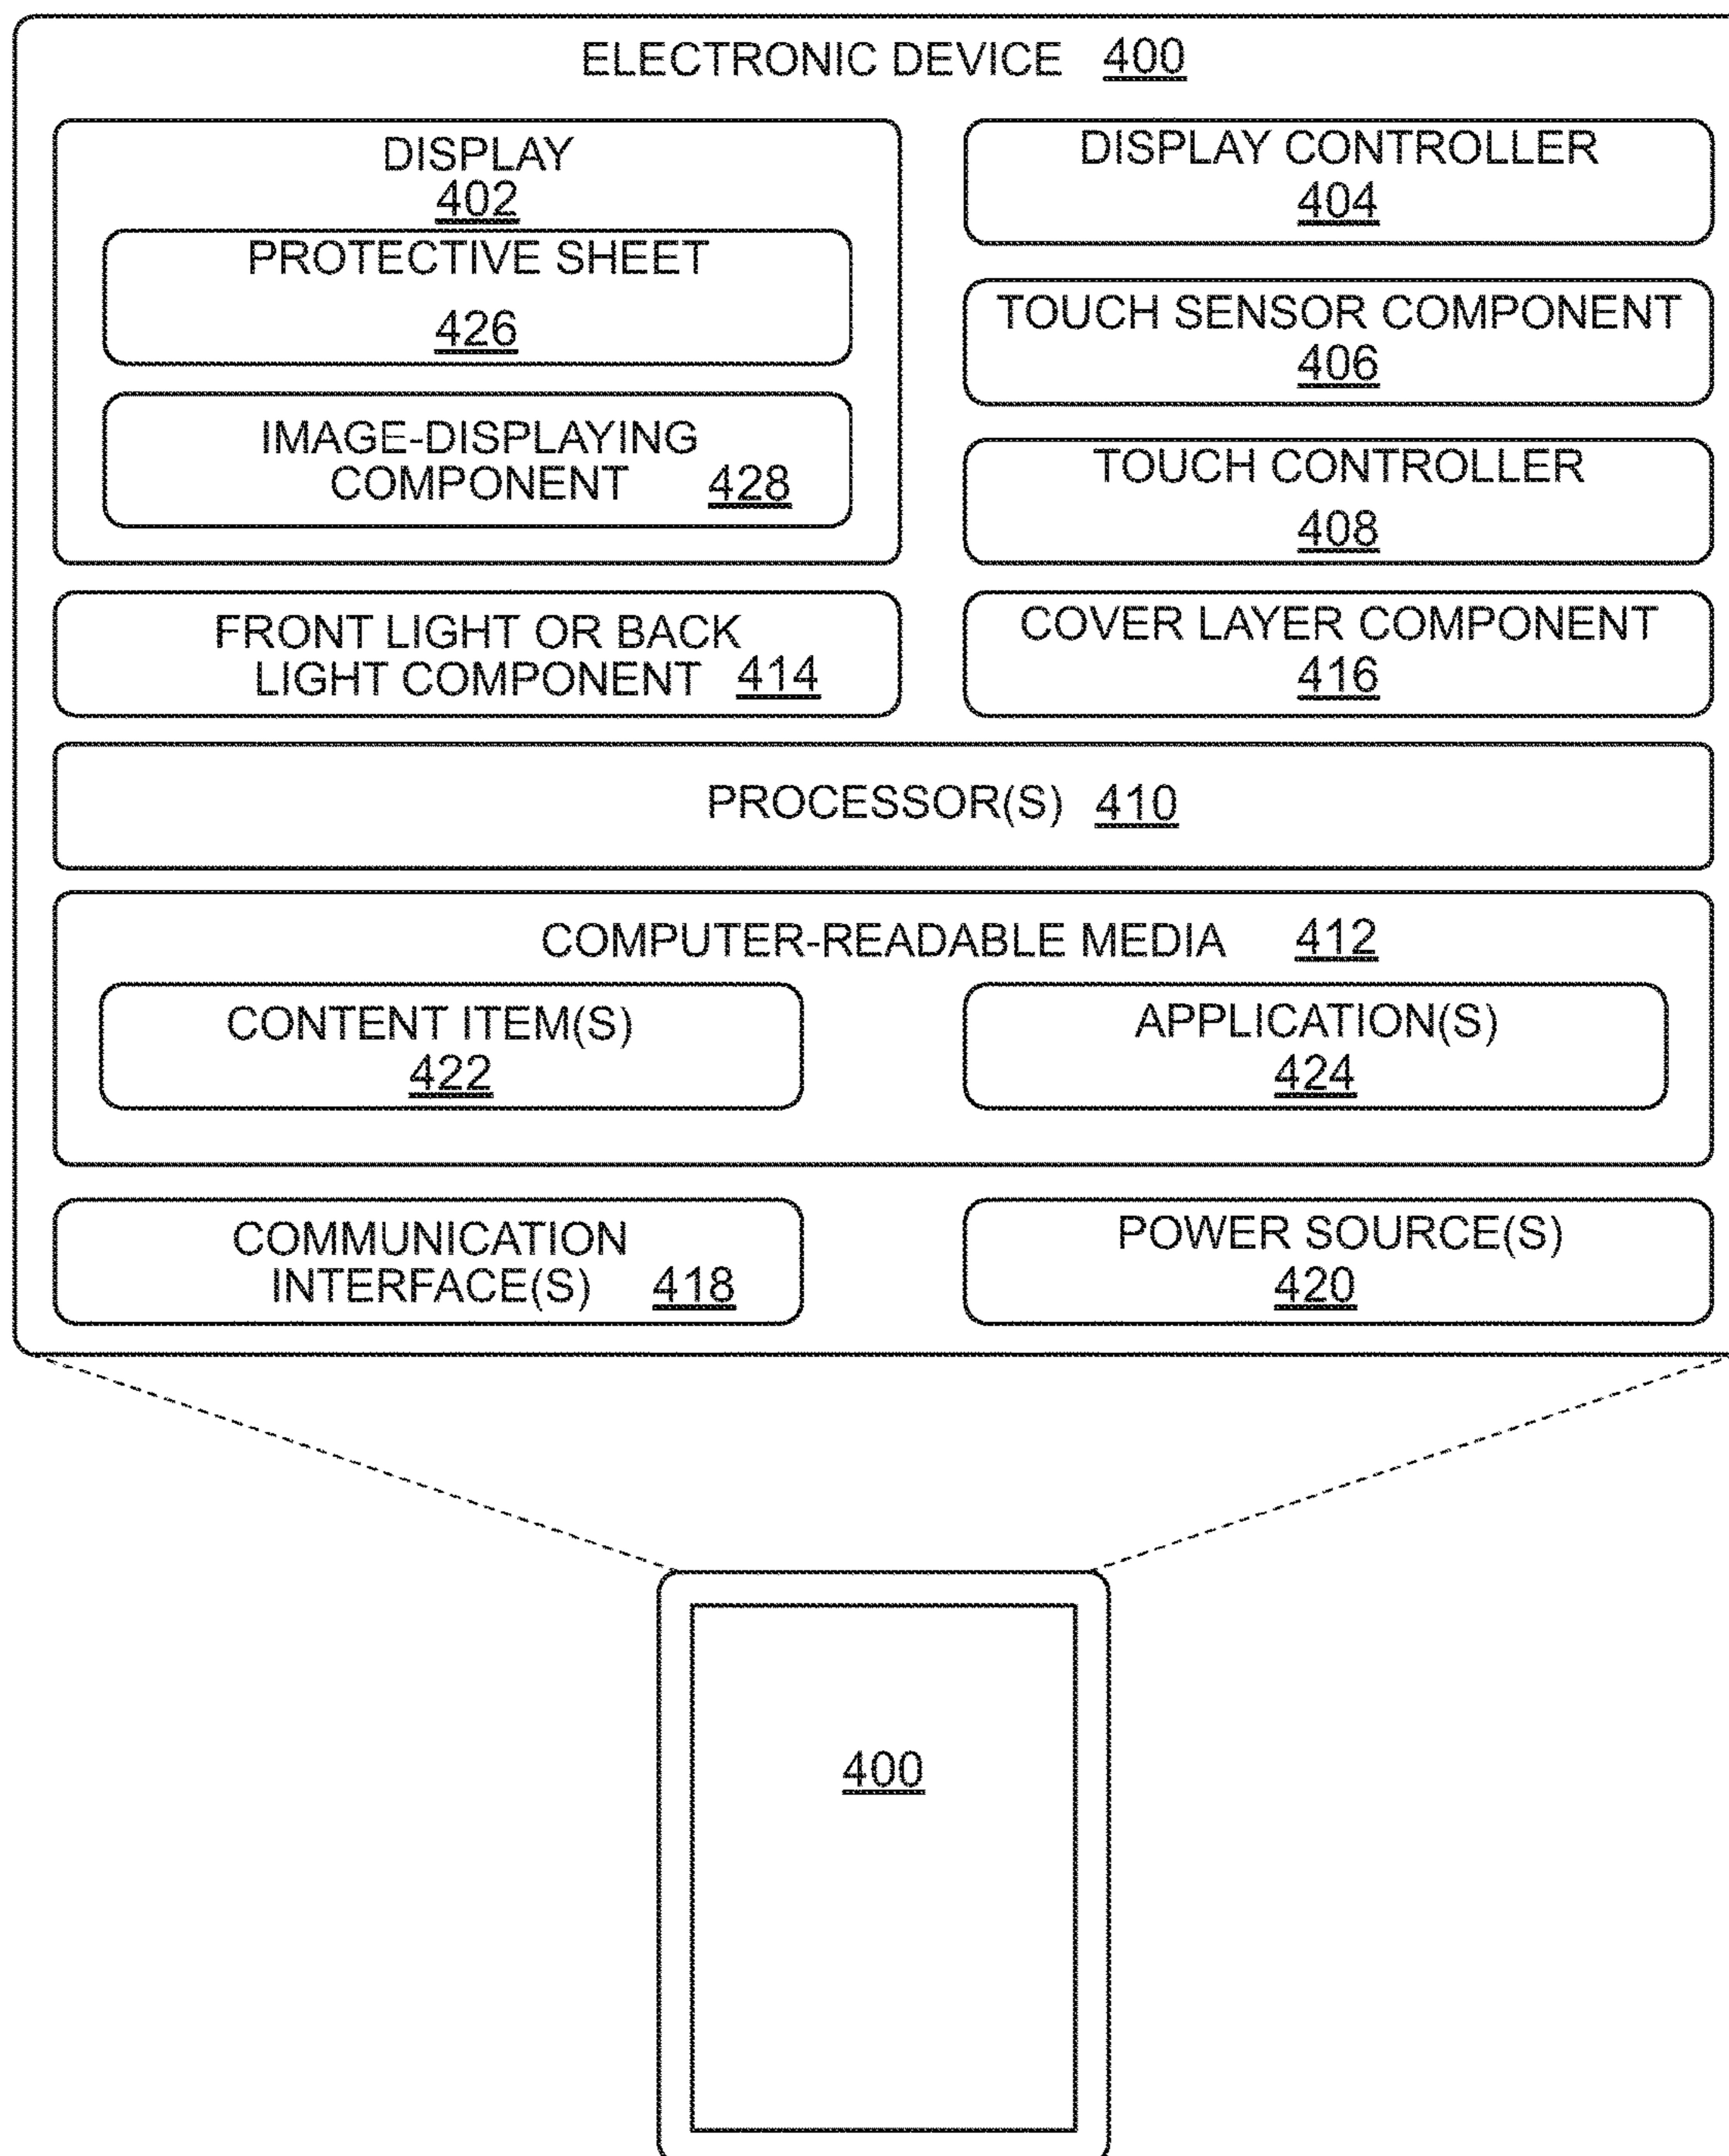 ELECTRONIC DEVICE 400
DISPLAY
402
PROTECTIVE SHEET
426
IMAGE-DISPLAYING
COMPONENT 428
DISPLAY CONTROLLER
404
TOUCH SENSOR COMPONENT
406
TOUCH CONTROLLER
408
FRONT LIGHT OR BACK
LIGHT COMPONENT 414
COVER LAYER COMPONENT
416
PROCESSOR(S) 410
COMPUTER-READABLE MEDIA 412
CONTENT ITEM(S)
422
APPLICATION(S)
424
COMMUNICATION
INTERFACE(S) 418
POWER SOURCE(S)
420
400